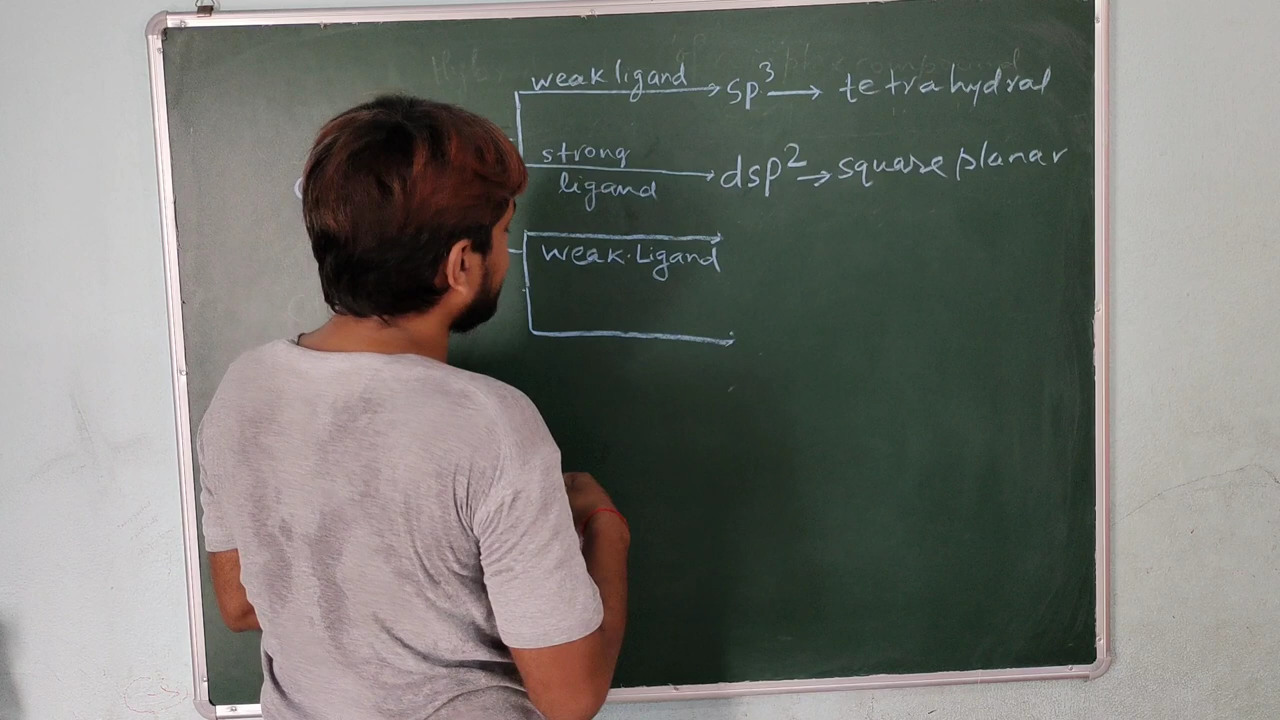 weak ligand → sp³ → tetrahydral
strong ligand → dsp² → square planar
weak. Ligand